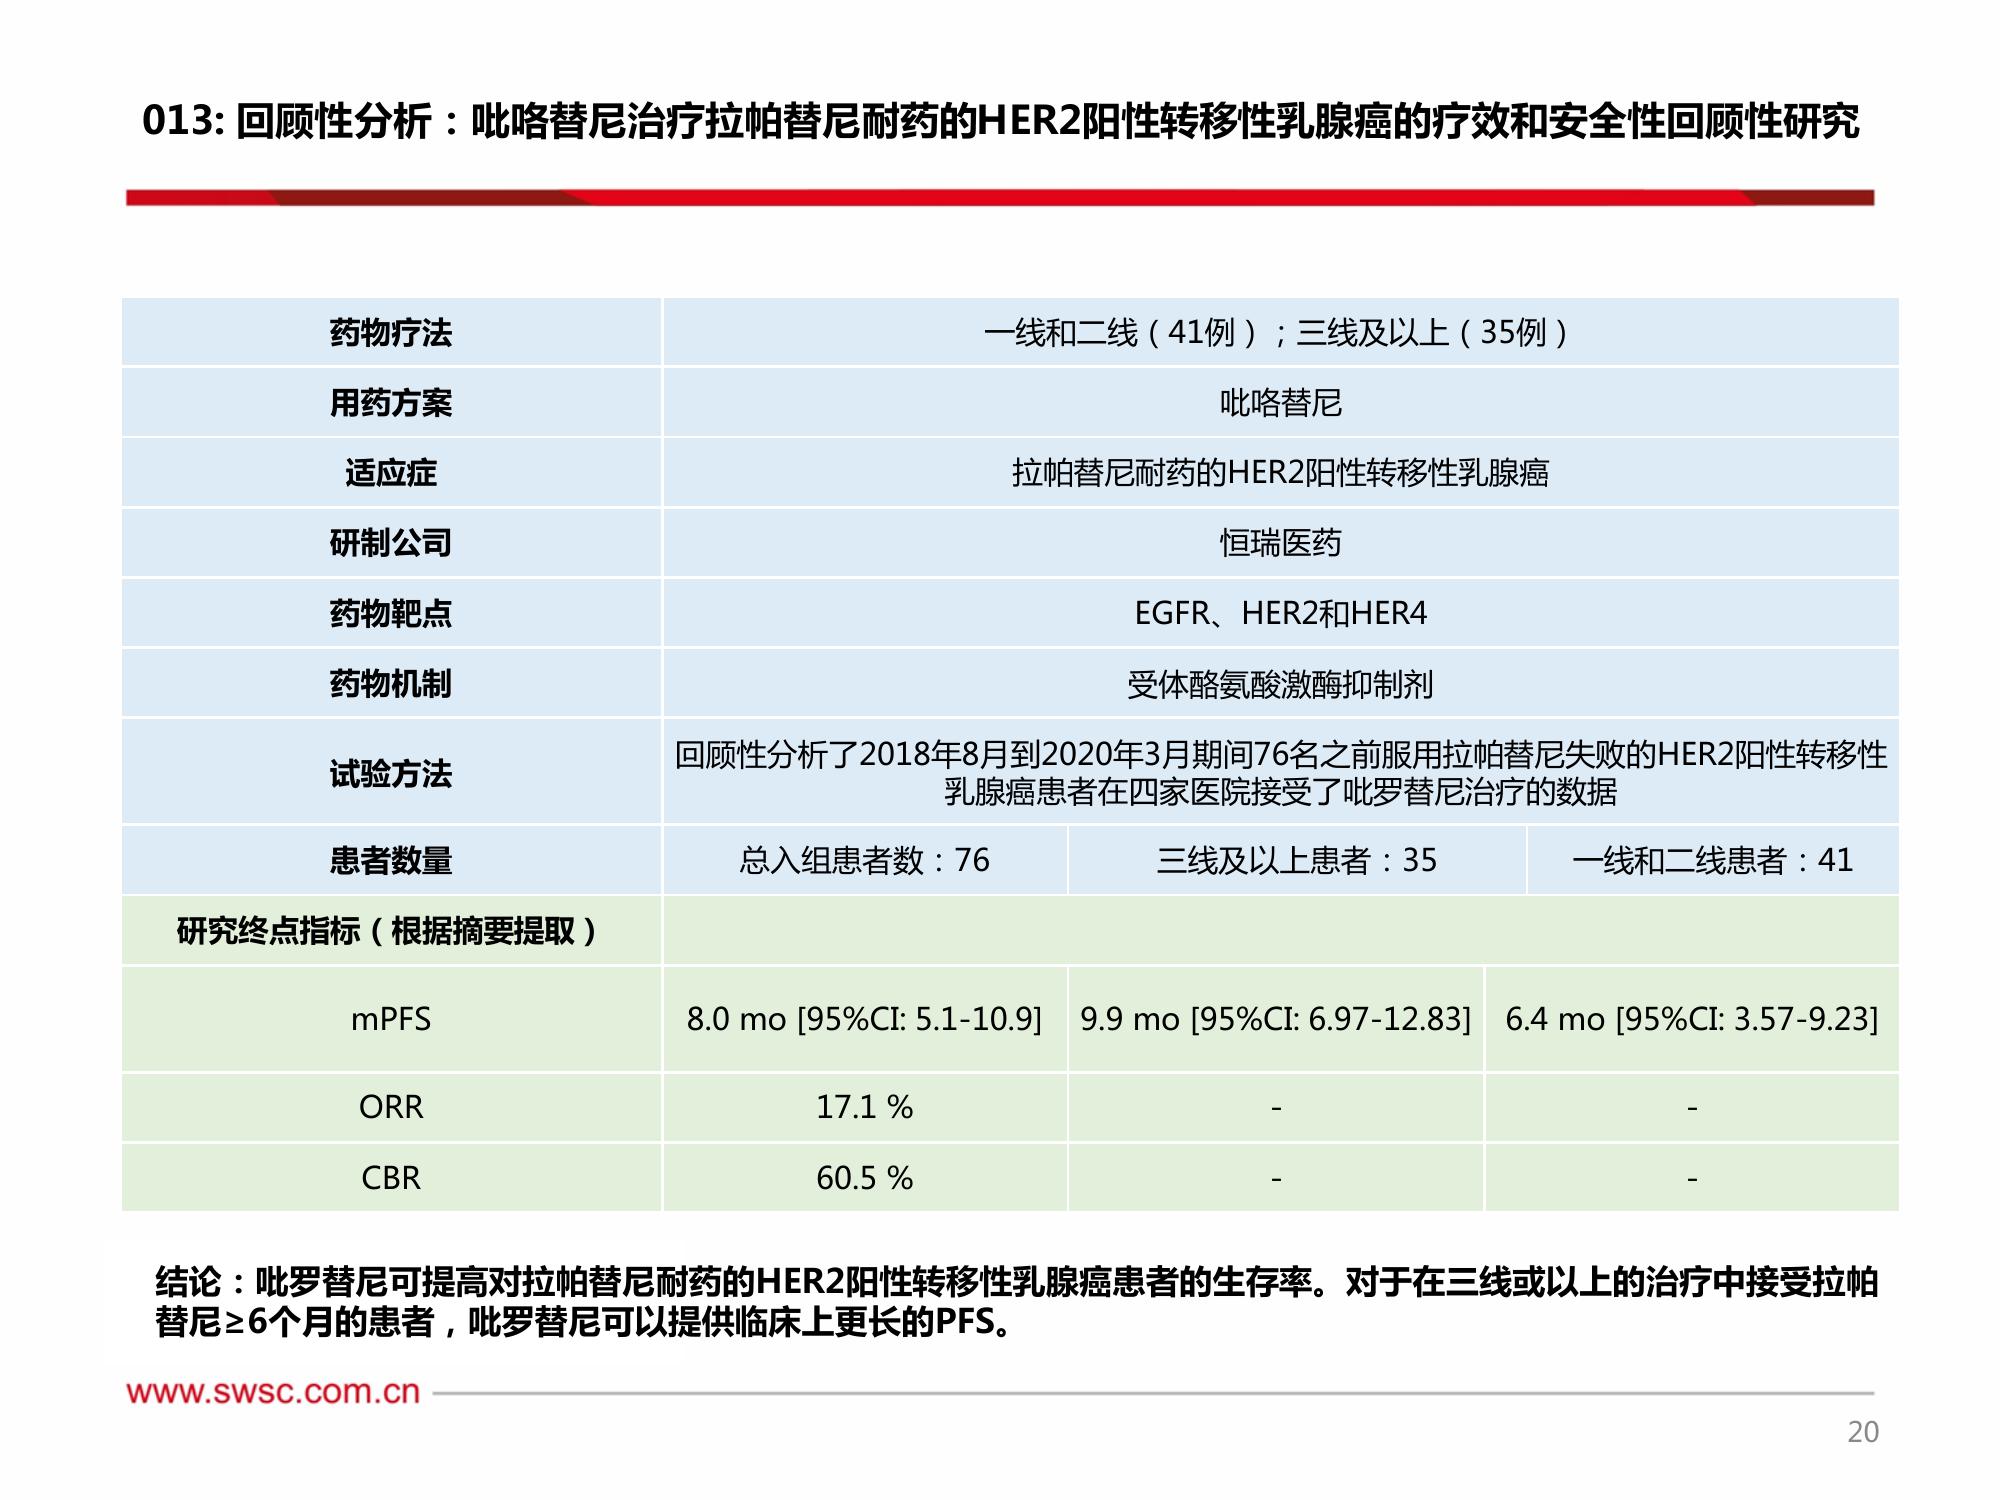 013: 回顾性分析：吡咯替尼治疗拉帕替尼耐药的HER2阳性转移性乳腺癌的疗效和安全性回顾性研究
药物疗法
一线和二线（41例）；三线及以上（35例）
用药方案
吡咯替尼
适应症
拉帕替尼耐药的HER2阳性转移性乳腺癌
研制公司
恒瑞医药
药物靶点
EGFR、HER2和HER4
药物机制
受体酪氨酸激酶抑制剂
试验方法
回顾性分析了2018年8月到2020年3月期间76名之前服用拉帕替尼失败的HER2阳性转移性
乳腺癌患者在四家医院接受了吡罗替尼治疗的数据
患者数量
总入组患者数：76
三线及以上患者：35
一线和二线患者：41
研究终点指标（根据摘要提取）
mPFS
8.0 mo [95%CI: 5.1-10.9]
9.9 mo [95%CI: 6.97-12.83]
6.4 mo [95%CI: 3.57-9.23]
ORR
17.1 %
-
-
CBR
60.5 %
-
-
结论：吡罗替尼可提高对拉帕替尼耐药的HER2阳性转移性乳腺癌患者的生存率。对于在三线或以上的治疗中接受拉帕
替尼≥6个月的患者，吡罗替尼可以提供临床上更长的PFS。
www.swsc.com.cn
20